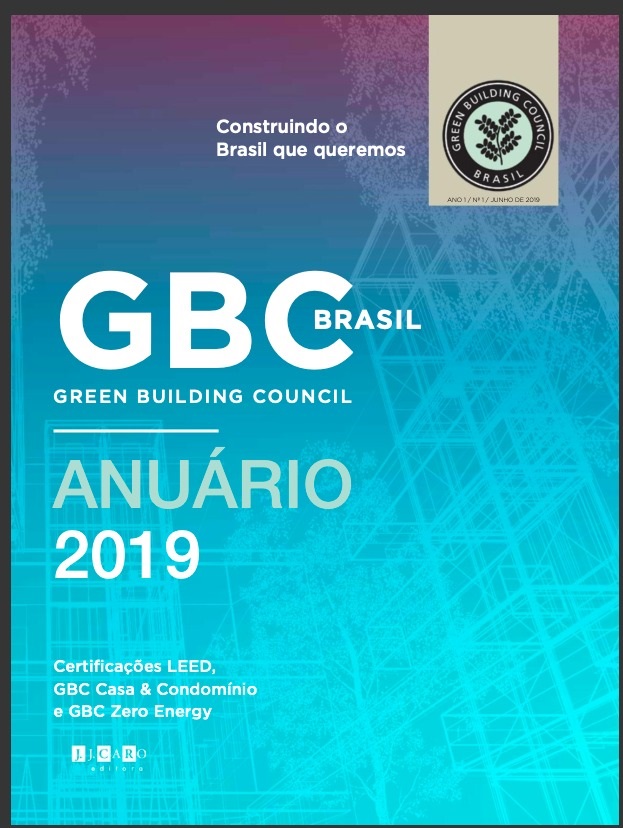 Construindo o
Brasil que queremos
GREEN BUILDING COUNCIL
BRASIL
ANO 1 / Nº 1 / JUNHO DE 2019
GBC BRASIL
GREEN BUILDING COUNCIL
ANUÁRIO
2019
Certificações LEED,
GBC Casa & Condomínio
e GBC Zero Energy
J.J.CARO
editora